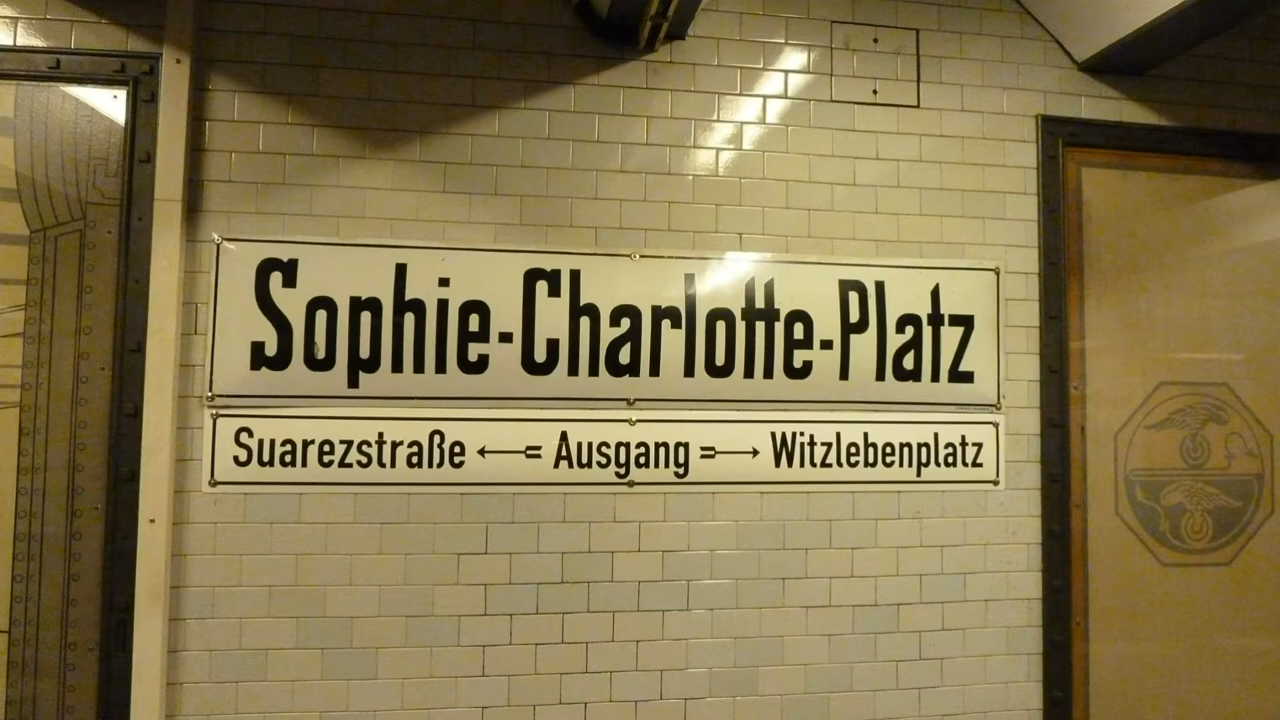 Sophie-Charlotte-Platz
Suarezstraße ⟵= Ausgang =⟶ Witzlebenplatz